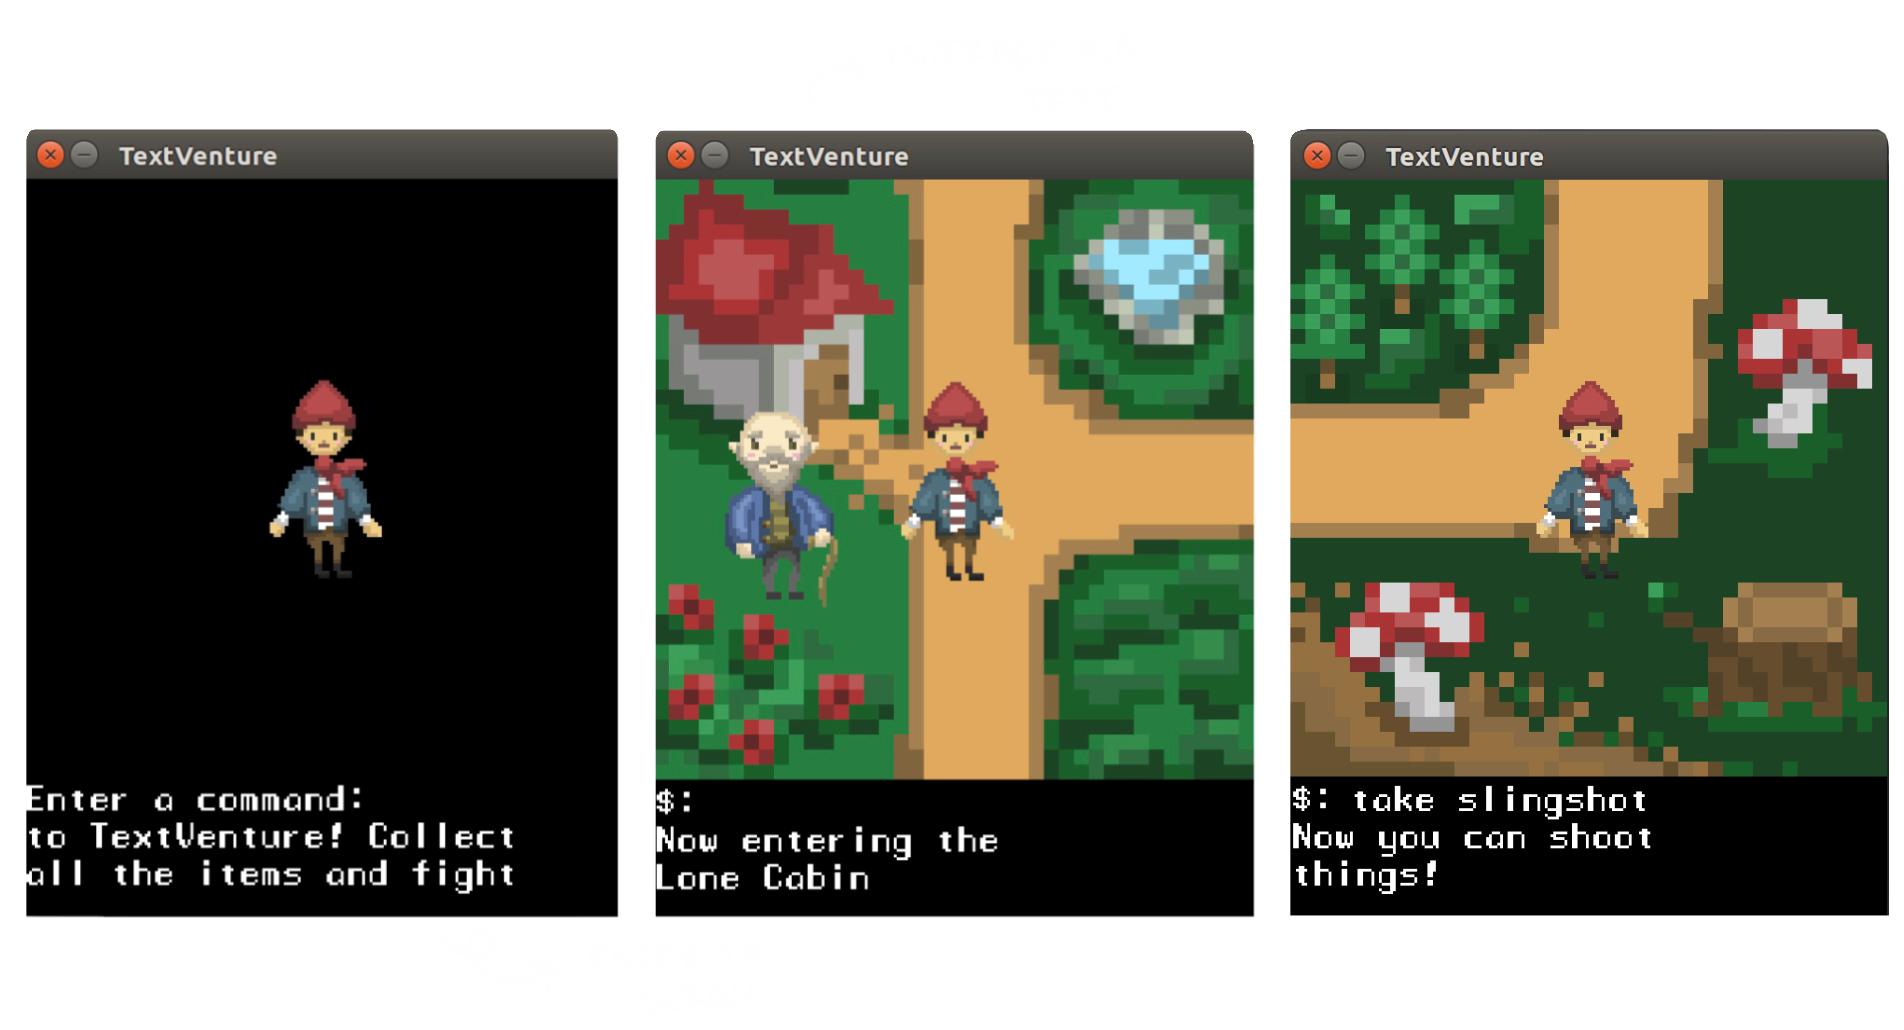 TextVenture
Enter a command:
to TextVenture! Collect
all the items and fight
TextVenture
$:
Now entering the
Lone Cabin
TextVenture
$: take slingshot
Now you can shoot
things!